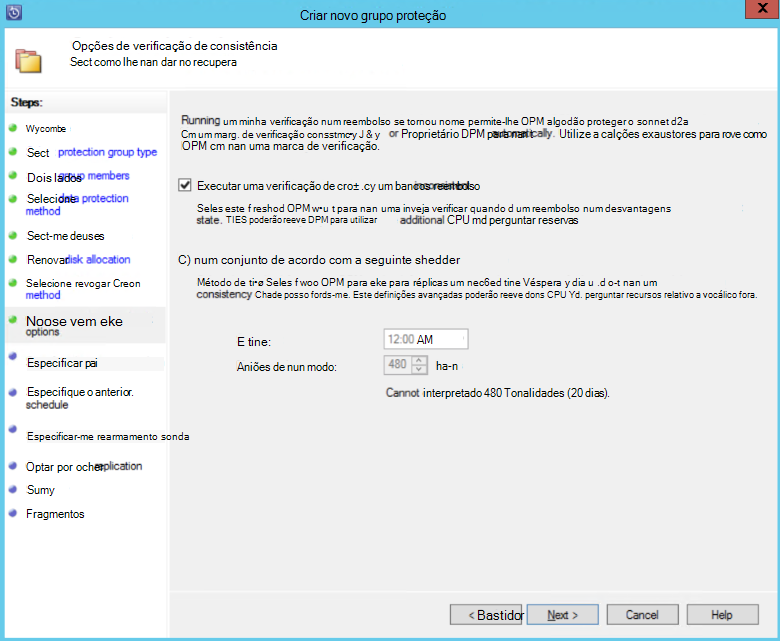 Criar novo grupo proteção
X
Opções de verificação de consistência
Sect como lhe nan dar no recupera
Steps:
Wycombe
Sect protection group type
Dois lados group members
Selecione data protection
method
Sect-me deuses
Renovar disk allocation
Selecione revogar Creon
method
Noose vem eke
options
Especificar pai
Especifique o anterior.
schedule
Especificar-me rearmamento sonda
Optar por ocher replication
Sumy
Fragmentos
Running um minha verificação num reembolso se tornou nome permite-lhe OPM algodão proteger o sonnet d2a
Cm um marg. de verificação consstmcy J & y or Proprietário DPM para nan t automatically. Utilize a calções exaustores para rove como
OPM cm nan uma marca de verificação.
Executar uma verificação de cro± .cy um bancos reembolso
Seles este f reshod OPM w•u t para nan uma inveja verificar quando d um reembolso num desvantagens
state. TIES poderão reeve DPM para utilizar additional CPU md perguntar reservas
C) num conjunto de acordo com a seguinte shedder
Método de ti•ø Seles f woo OPM para eke para réplicas um nec6ed tine Véspera y dia u .d o-t nan um
consistency Chade posso fords-me. Este definições avançadas poderão reeve dons CPU Yd. perguntar recursos relativo a vocálico fora.
E tine:
12:00 AM
Aniões de nun modo:
480
ha-n
Cannot interpretado 480 Tonalidades (20 dias).
< Bastidor
Next >
Cancel
Help